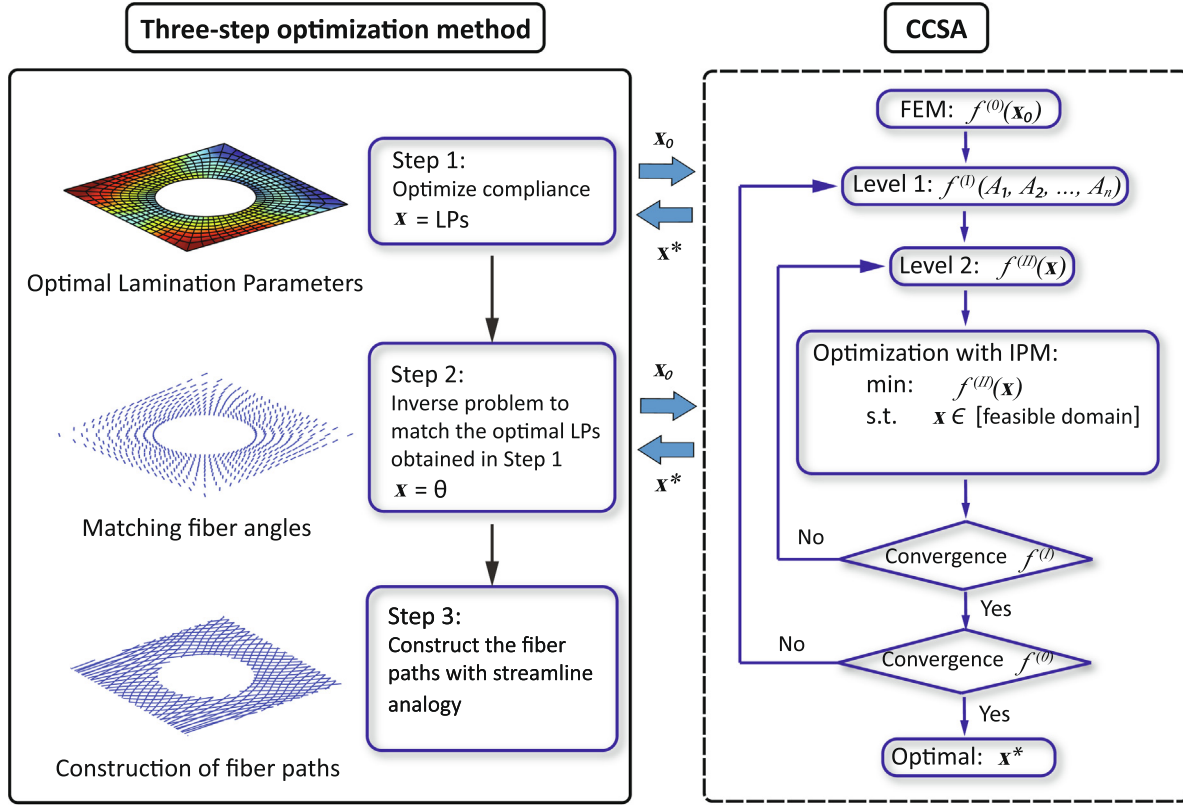 Three-step optimization method
Optimal Lamination Parameters
Step 1:
Optimize compliance
x = LPs
x₀
x*
Matching fiber angles
Step 2:
Inverse problem to
match the optimal LPs
obtained in Step 1
x = θ
x₀
x*
Construction of fiber paths
Step 3:
Construct the fiber
paths with streamline
analogy
CCSA
FEM: f⁽⁰⁾(x₀)
Level 1: f⁽ᴵ⁾(A₁, A₂, ..., Aₙ)
Level 2: f⁽ᴵᴵ⁾(x)
Optimization with IPM:
min: f⁽ᴵᴵ⁾(x)
s.t. x ∈ [feasible domain]
No
Convergence f⁽ᴵ⁾
Yes
No
Convergence f⁽⁰⁾
Yes
Optimal: x*